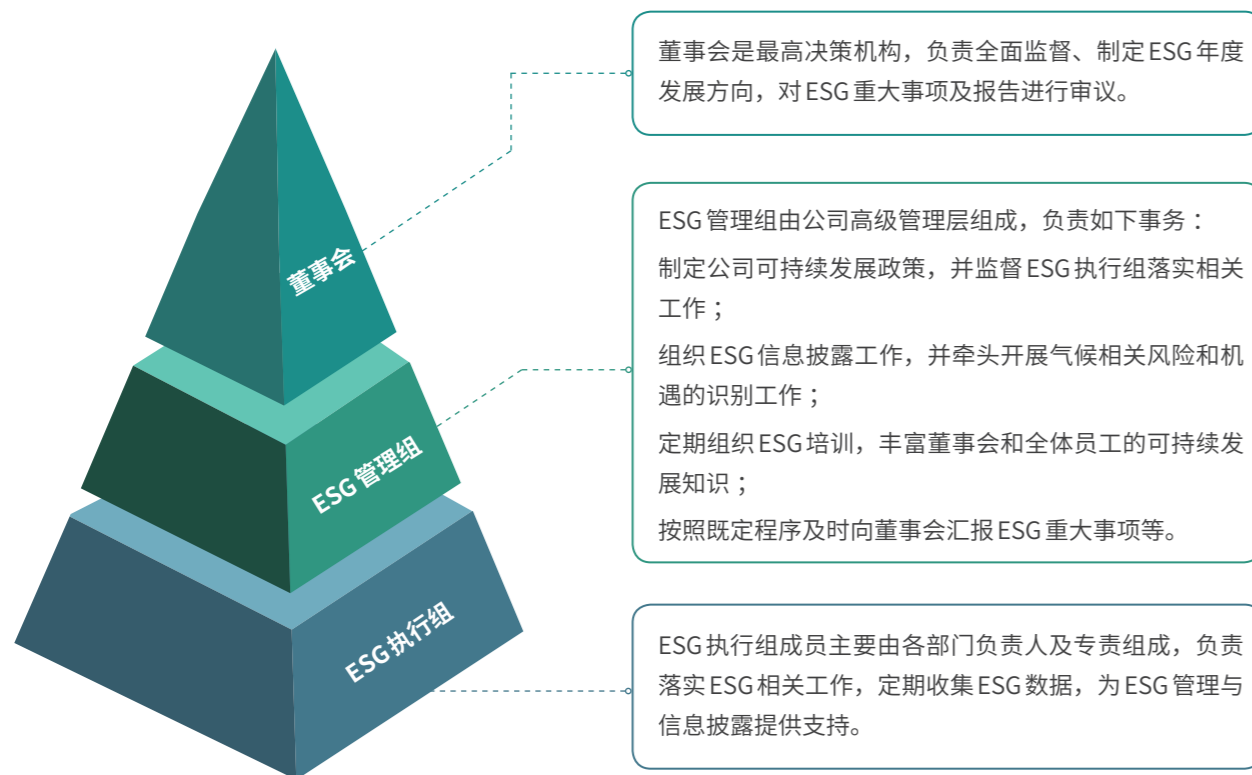 董事会是最高决策机构，负责全面监督、制定ESG年度
发展方向，对ESG重大事项及报告进行审议。
董事会
ESG管理组由公司高级管理层组成，负责如下事务：
制定公司可持续发展政策，并监督ESG执行组落实相关
工作；
组织ESG信息披露工作，并牵头开展气候相关风险和机
遇的识别工作；
定期组织ESG培训，丰富董事会和全体员工的可持续发
展知识；
按照既定程序及时向董事会汇报ESG重大事项等。
ESG管理组
ESG执行组成员主要由各部门负责人及专责组成，负责
落实ESG相关工作，定期收集ESG数据，为ESG管理与
信息披露提供支持。
ESG执行组